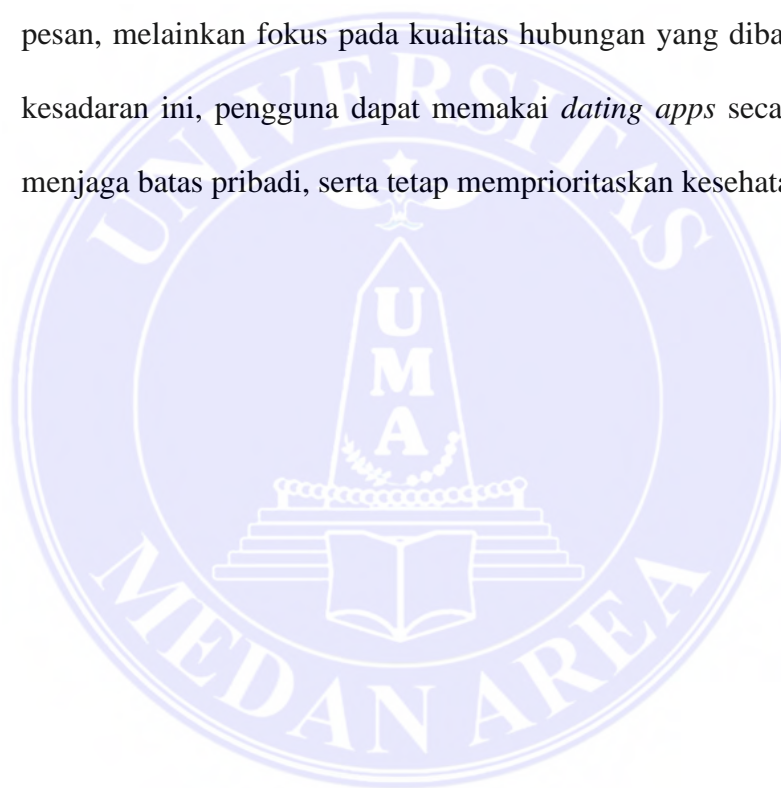 pesan, melainkan fokus pada kualitas hubungan yang diba
kesadaran ini, pengguna dapat memakai dating apps seca
menjaga batas pribadi, serta tetap memprioritaskan kesehata
UNIVERSITAS
U
M
A
MEDAN AREA